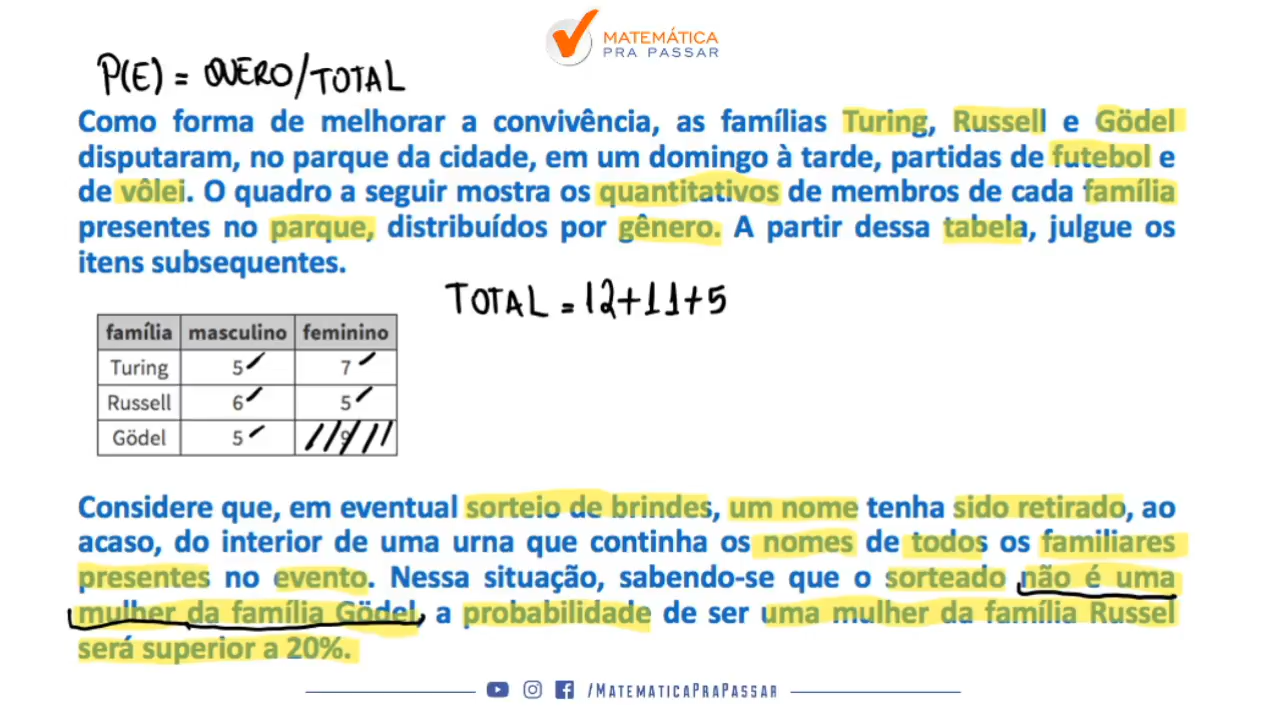 MATEMÁTICA
PRA PASSAR
P(E) = QUERO/TOTAL
Como forma de melhorar a convivência, as famílias Turing, Russell e Gödel
disputaram, no parque da cidade, em um domingo à tarde, partidas de futebol e
de vôlei. O quadro a seguir mostra os quantitativos de membros de cada família
presentes no parque, distribuídos por gênero. A partir dessa tabela, julgue os
itens subsequentes.
TOTAL = 12+11+5
família masculino feminino
Turing 5 7
Russell 6 5
Gödel 5 9
Considere que, em eventual sorteio de brindes, um nome tenha sido retirado, ao
acaso, do interior de uma urna que continha os nomes de todos os familiares
presentes no evento. Nessa situação, sabendo-se que o sorteado não é uma
mulher da família Gödel, a probabilidade de ser uma mulher da família Russel
será superior a 20%.
/MATEMATICAPRAPASSAR